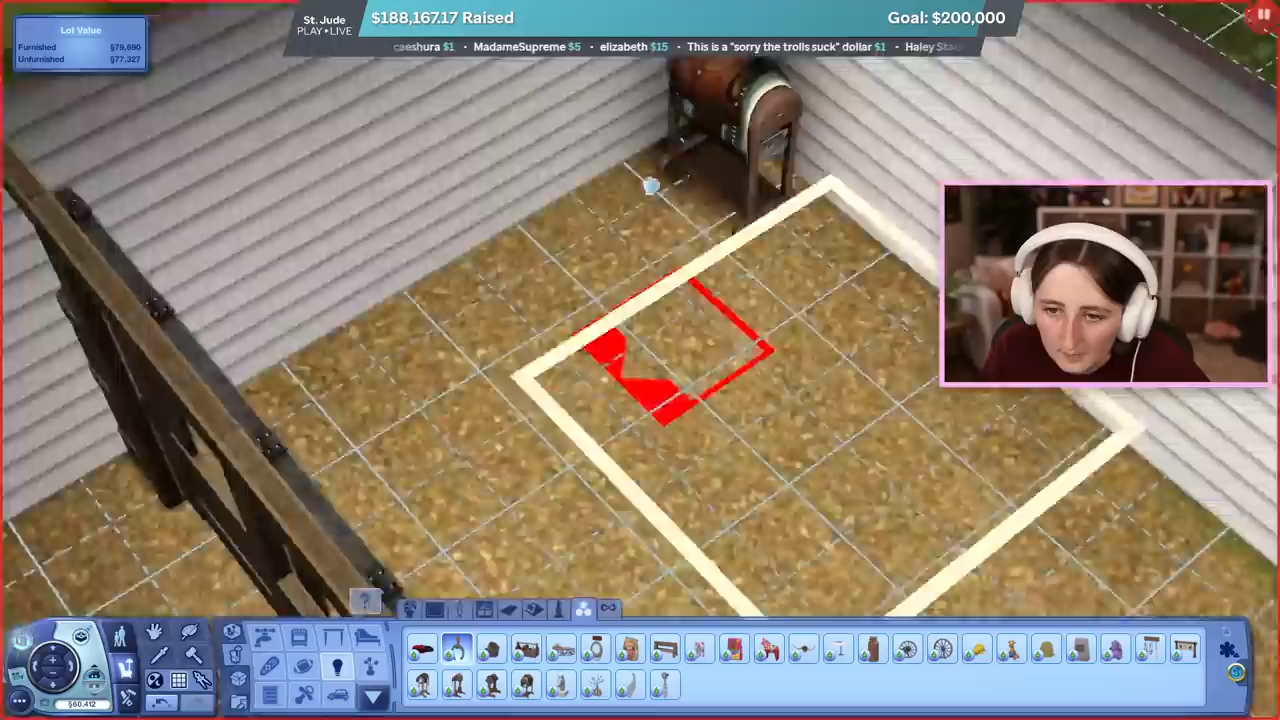 Lot Value
Furnished §79,690
Unfurnished §77,327
St. Jude
PLAY LIVE
$188,167.17 Raised
Goal: $200,000
caeshura $1 · MadameSupreme $5 · elizabeth $15 · This is a "sorry the trolls suck" dollar $1 · Haley
§60,412
?